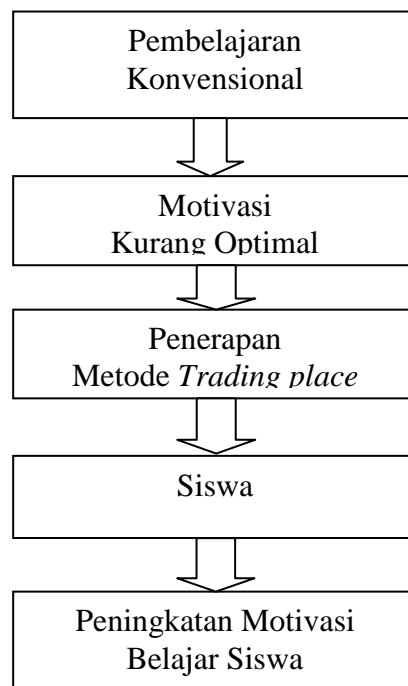 Pembelajaran
Konvensional
Motivasi
Kurang Optimal
Penerapan
Metode Trading place
Siswa
Peningkatan Motivasi
Belajar Siswa